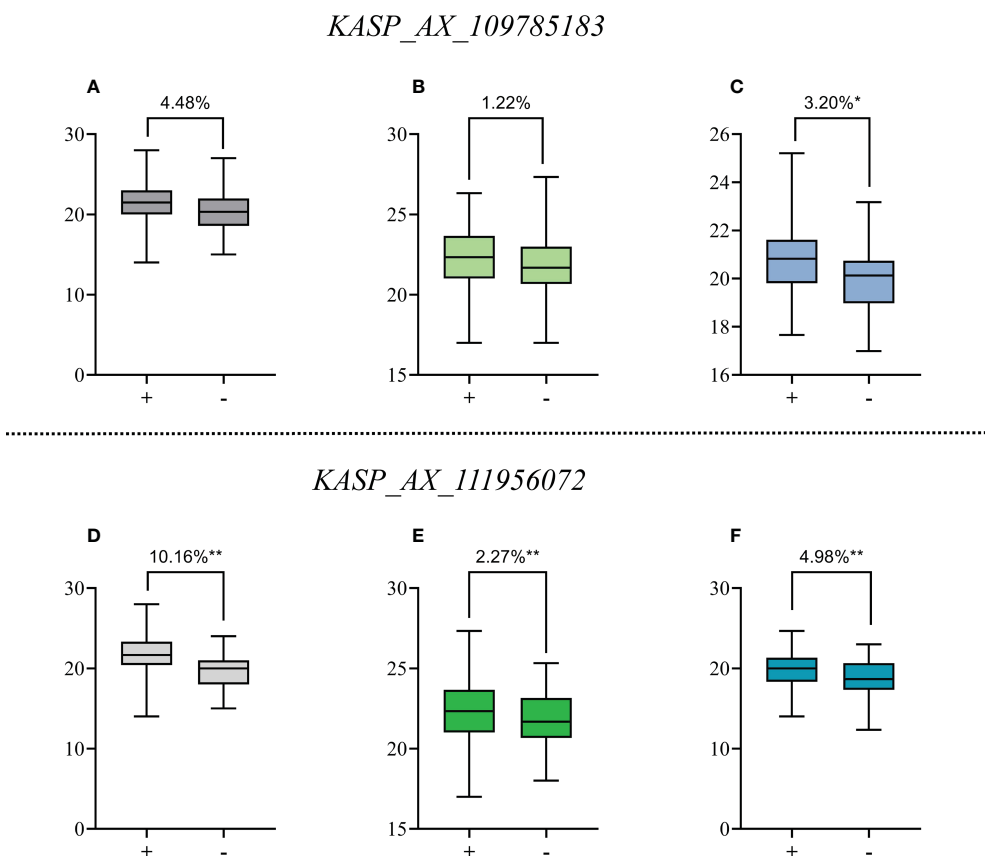 KASP_AX_109785183
A B C
4.48% 1.22% 3.20%*
30 30 26
24
25
22
20
20
20
10
18
0 15 16
+ - + - + -
KASP_AX_111956072
D E F
10.16%** 2.27%** 4.98%**
30 30 30
20 25 20
10 20 10
0 15 0
+ - + - + -